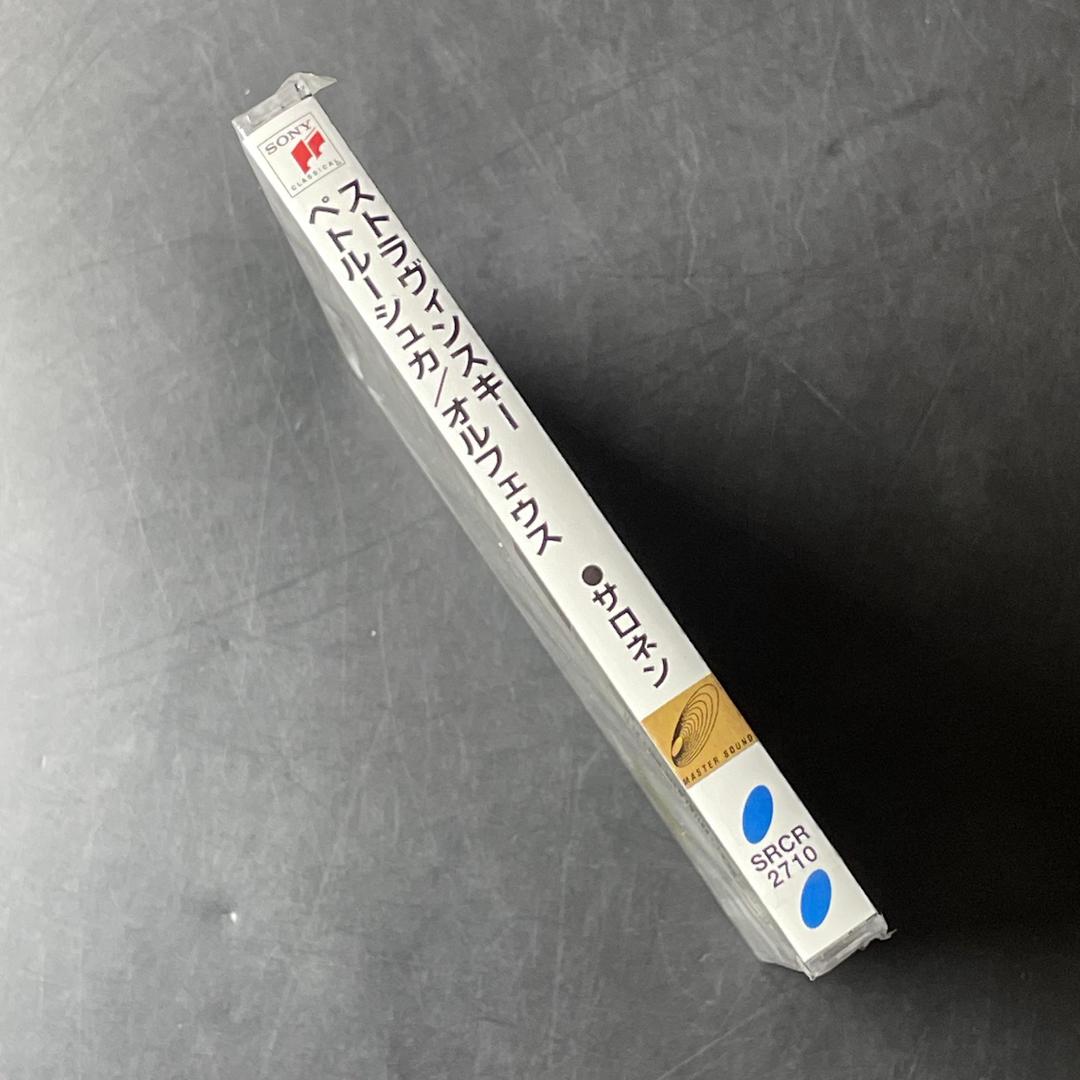 SONY
CLASSICAL
ストラヴィンスキー
ペトルーシュカ/オルフェウス
●サロネン
MASTER SOUND
SRCR
2710